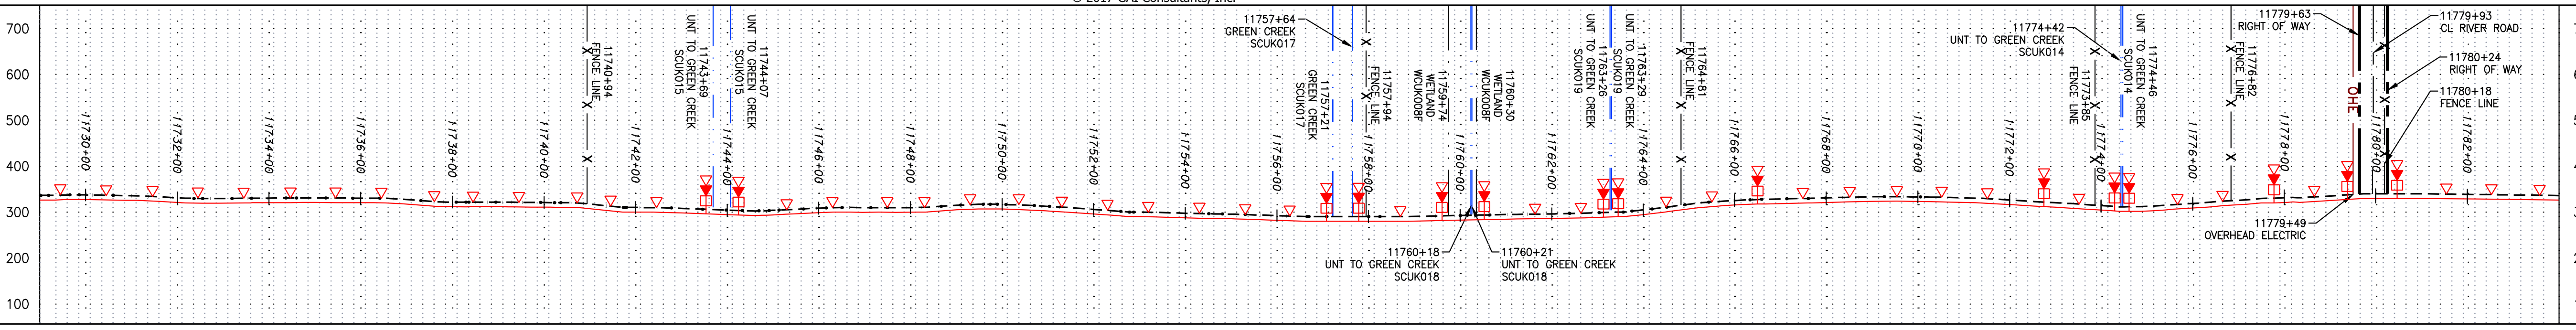 © 2017 GAI Consultants, Inc.
700
600
500
400
300
200
100
11730+00
11732+00
11734+00
11736+00
11738+00
11740+00
11740+94
FENCE LINE
11742+00
11743+69
UNT TO GREEN CREEK
SCUK015
11744+00
11744+07
UNT TO GREEN CREEK
SCUK015
11746+00
11748+00
11750+00
11752+00
11754+00
11756+00
11757+21
GREEN CREEK
SCUK017
11757+64
GREEN CREEK
SCUK017
11757+94
FENCE LINE
11758+00
11759+74
WETLAND
WCUK008F
11760+00
11760+30
WETLAND
WCUK008F
11760+18
UNT TO GREEN CREEK
SCUK018
11760+21
UNT TO GREEN CREEK
SCUK018
11762+00
11763+26
UNT TO GREEN CREEK
SCUK019
11763+29
UNT TO GREEN CREEK
SCUK019
11764+00
11764+81
FENCE LINE
11766+00
11768+00
11770+00
11772+00
11773+85
FENCE LINE
11774+00
11774+42
UNT TO GREEN CREEK
SCUK014
11774+46
UNT TO GREEN CREEK
SCUK014
11776+00
11776+82
FENCE LINE
11778+00
11779+63
RIGHT OF WAY
OHE
11779+49
OVERHEAD ELECTRIC
11780+00
11779+93
CL RIVER ROAD
11780+24
RIGHT OF WAY
11780+18
FENCE LINE
11782+00